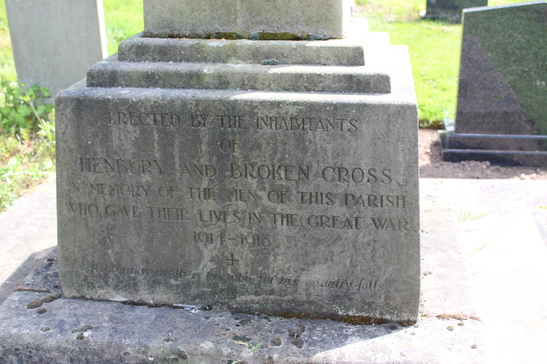 ERECTED BY THE INHABITANTS
OF
HENBURY AND BROKEN CROSS,
IN MEMORY OF THE MEN OF THIS PARISH
WHO GAVE THEIR LIVES IN THE GREAT WAR
1914-1918
for his country fell